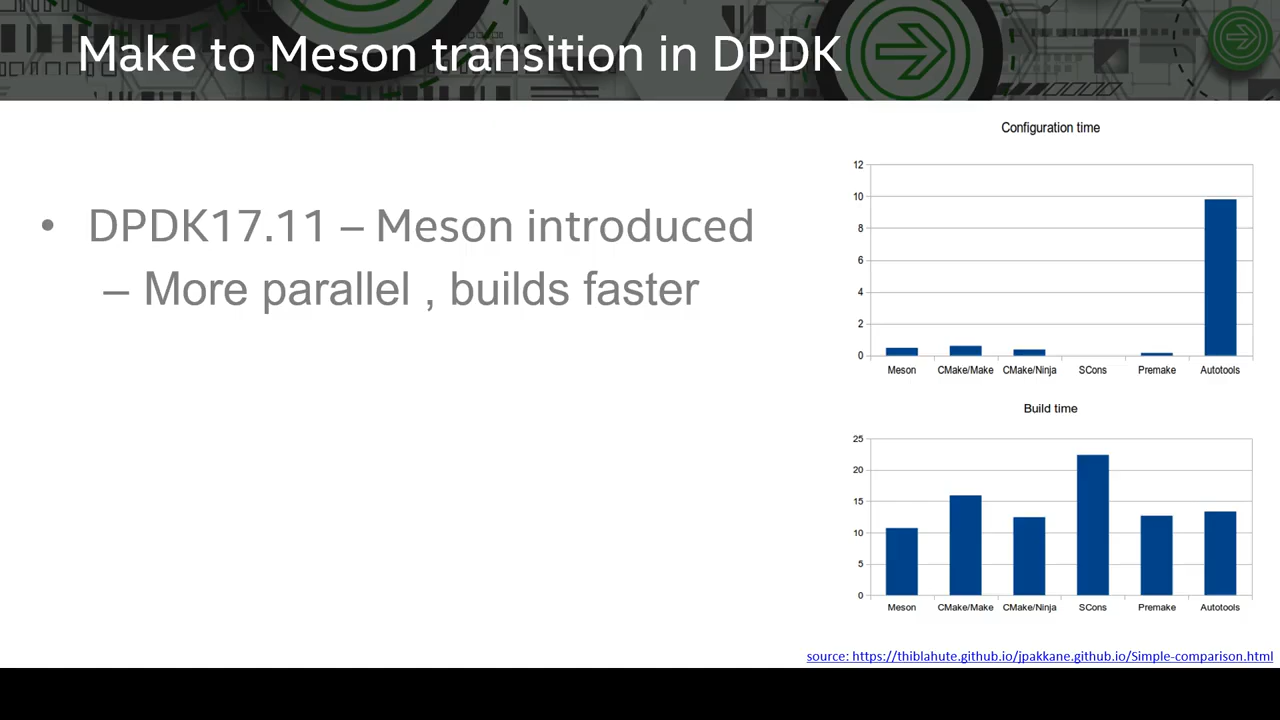 Make to Meson transition in DPDK
• DPDK17.11 – Meson introduced
– More parallel , builds faster
Configuration time
12
10
8
6
4
2
0
Meson CMake/Make CMake/Ninja SCons Premake Autotools
Build time
25
20
15
10
5
0
Meson CMake/Make CMake/Ninja SCons Premake Autotools
source: https://thiblahute.github.io/jpakkane.github.io/Simple-comparison.html